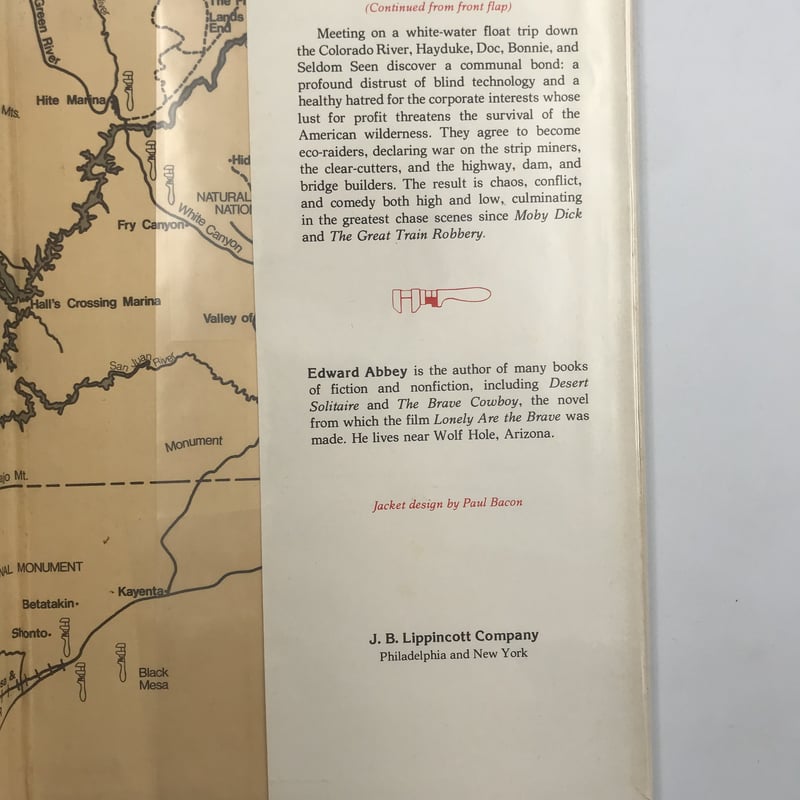 Green River
River
Lands
End
Hite Marina
Mts.
NATURAL
White Canyon
Fry Canyon
Hall's Crossing Marina
Valley of
San Juan River
Monument
Mt.
MONUMENT
Kayenta
Betatakin
Shonto
Black
Mesa
(Continued from front flap)
Meeting on a white-water float trip down
the Colorado River, Hayduke, Doc, Bonnie, and
Seldom Seen discover a communal bond: a
profound distrust of blind technology and a
healthy hatred for the corporate interests whose
lust for profit threatens the survival of the
American wilderness. They agree to become
eco-raiders, declaring war on the strip miners,
the clear-cutters, and the highway, dam, and
bridge builders. The result is chaos, conflict,
and comedy both high and low, culminating
in the greatest chase scenes since Moby Dick
and The Great Train Robbery.
Edward Abbey is the author of many books
of fiction and nonfiction, including Desert
Solitaire and The Brave Cowboy, the novel
from which the film Lonely Are the Brave was
made. He lives near Wolf Hole, Arizona.
Jacket design by Paul Bacon
J. B. Lippincott Company
Philadelphia and New York